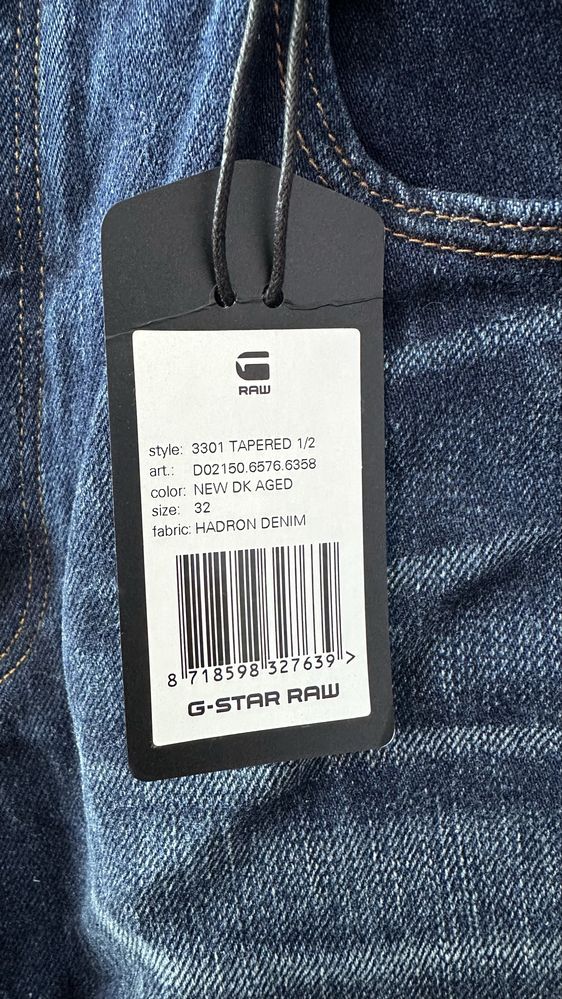 RAW
style: 3301 TAPERED 1/2
art.: D02150.6576.6358
color: NEW DK AGED
size: 32
fabric: HADRON DENIM
8 718598 327639 >
G-STAR RAW